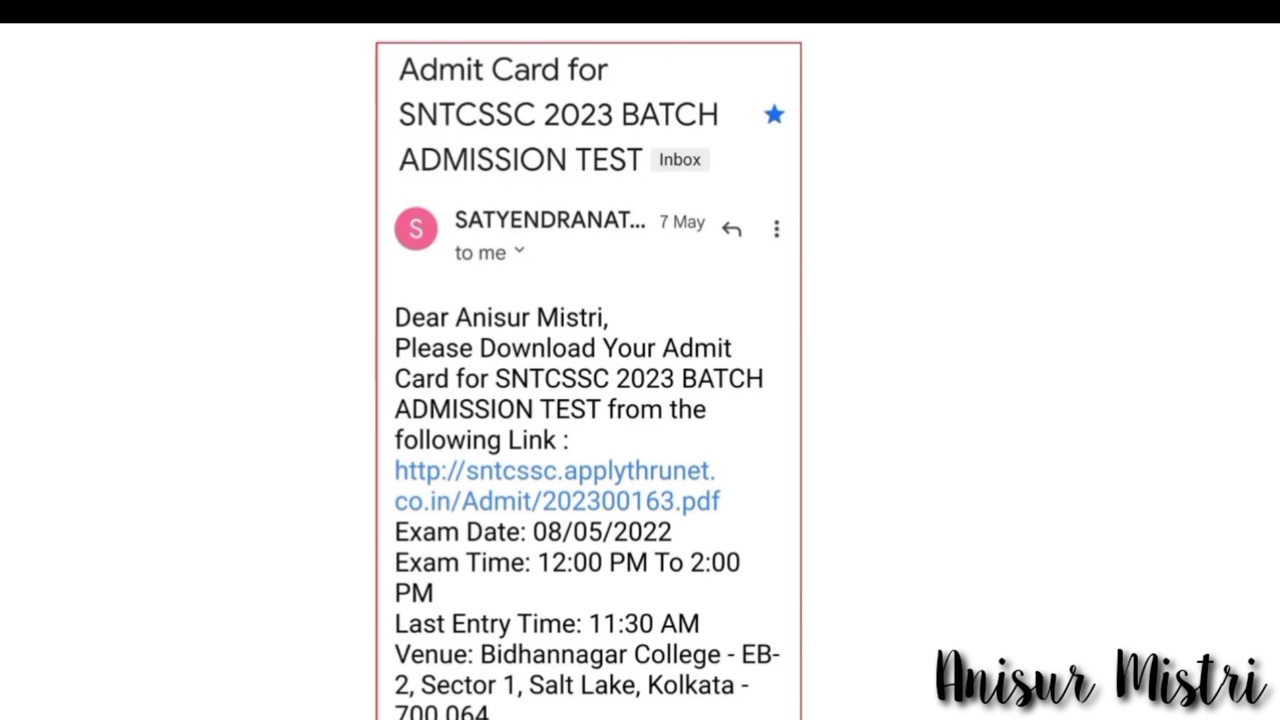 Admit Card for
SNTCSSC 2023 BATCH
ADMISSION TEST Inbox
S
SATYENDRANAT... 7 May
to me
Dear Anisur Mistri,
Please Download Your Admit
Card for SNTCSSC 2023 BATCH
ADMISSION TEST from the
following Link :
http://sntcssc.applythrunet.
co.in/Admit/202300163.pdf
Exam Date: 08/05/2022
Exam Time: 12:00 PM To 2:00
PM
Last Entry Time: 11:30 AM
Venue: Bidhannagar College - EB-
2, Sector 1, Salt Lake, Kolkata -
700 064
Anisur Mistri